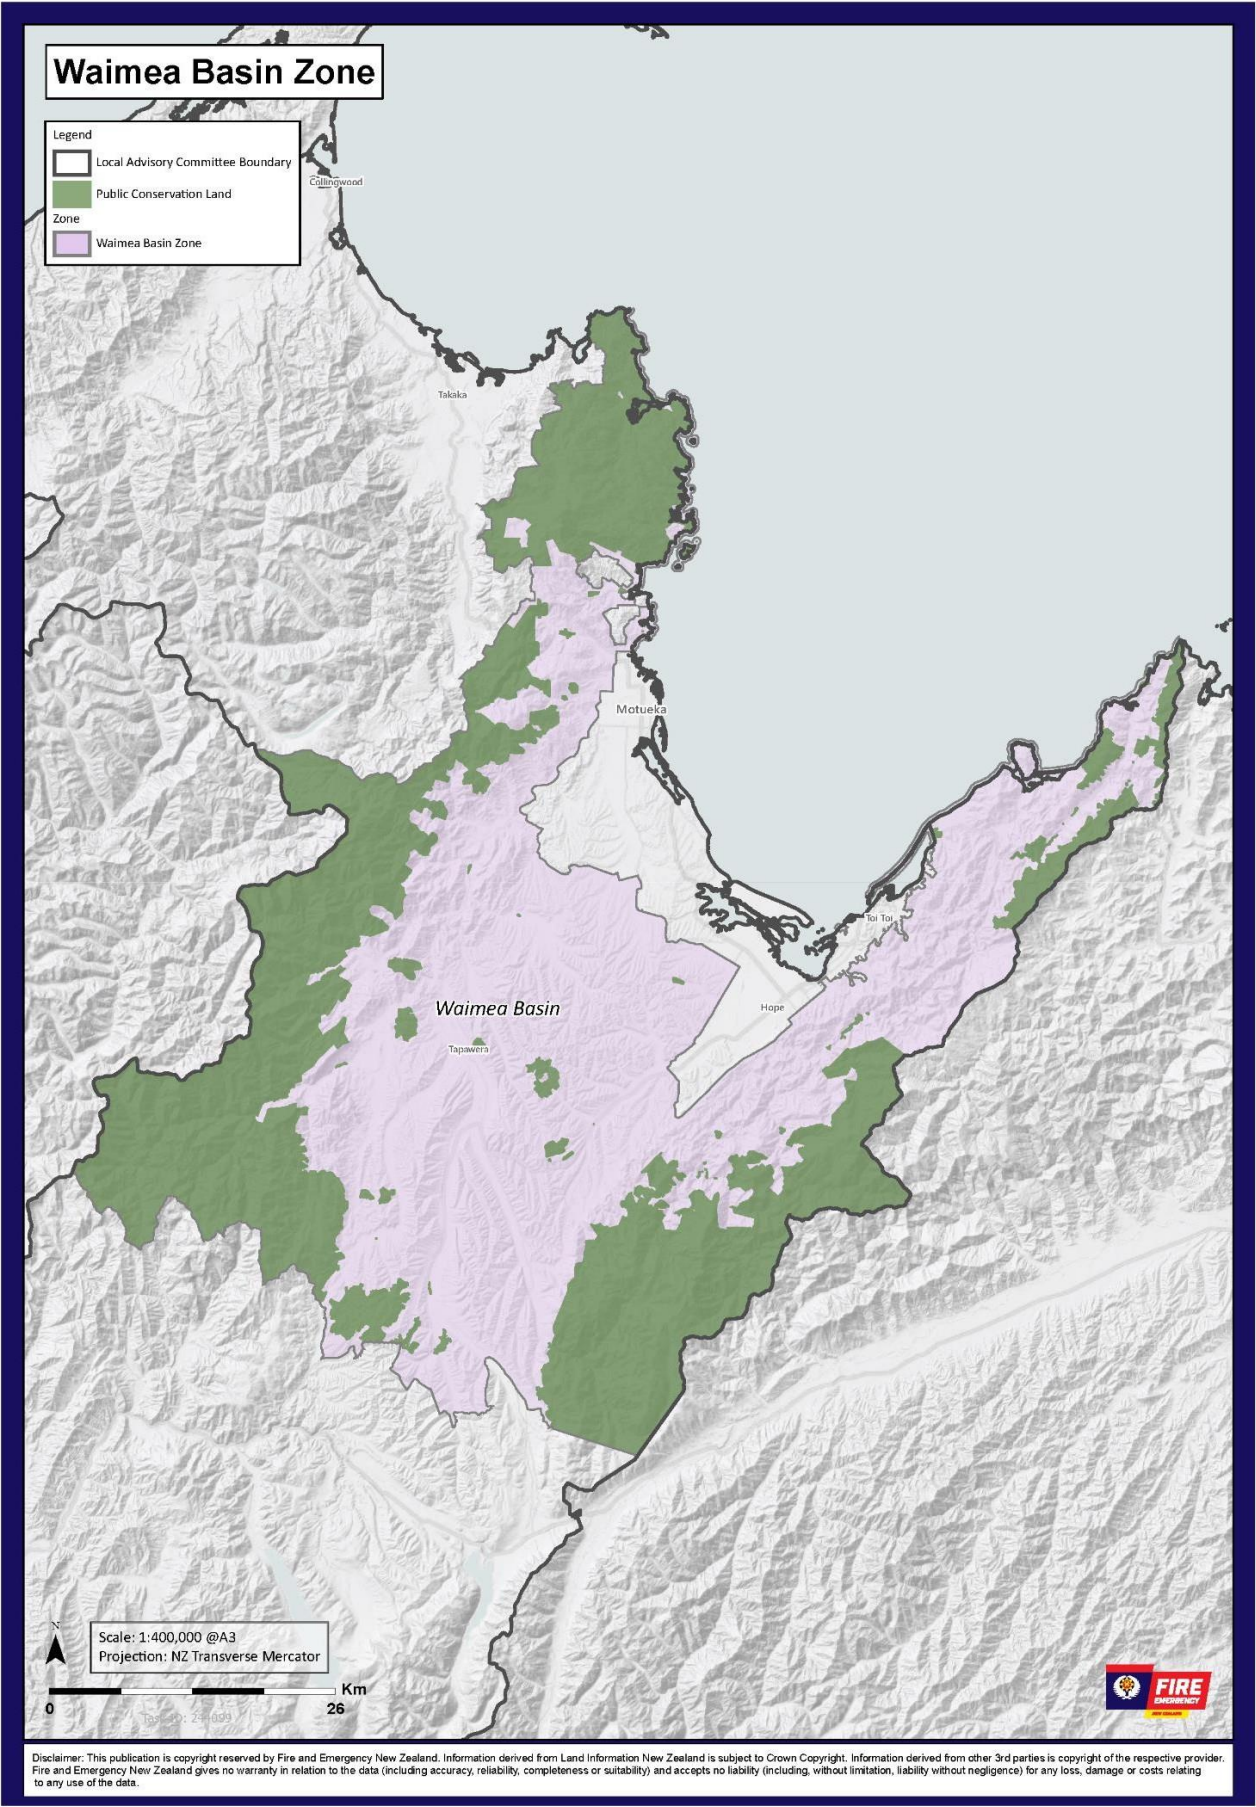 Waimea Basin Zone
Legend
Local Advisory Committee Boundary
Public Conservation Land
Zone
Waimea Basin Zone
Collingwood
Takaka
Motueka
Toi Toi
Waimea Basin
Hope
Tapawera
N
Scale: 1:400,000 @A3
Projection: NZ Transverse Mercator
Km
0
26
FIRE
EMERGENCY
NEW ZEALAND
Disclaimer: This publication is copyright reserved by Fire and Emergency New Zealand. Information derived from Land Information New Zealand is subject to Crown Copyright. Information derived from other 3rd parties is copyright of the respective provider.
Fire and Emergency New Zealand gives no warranty in relation to the data (including accuracy, reliability, completeness or suitability) and accepts no liability (including, without limitation, liability without negligence) for any loss, damage or costs relating
to any use of the data.